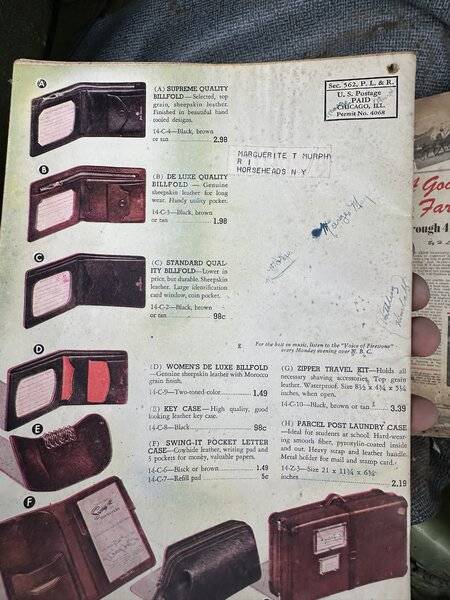 A
(A) SUPREME QUALITY
BILLFOLD—Selected, top
grain, sheepskin leather.
Finished in beautiful hand
tooled designs.
14-C-4—Black, brown
or tan 2.98
Sec. 562, P. L. & R.
U. S. Postage
PAID
CHICAGO, ILL.
Permit No. 4068
MARGUERITE T MURPHY
R 1
HORSEHEADS N Y
B
(B) DE LUXE QUALITY
BILLFOLD — Genuine
sheepskin leather for long
wear. Handy utility pocket.
14-C-3—Black, brown
or tan 1.98
C
(C) STANDARD QUAL-
ITY BILLFOLD—Lower in
price, but durable. Sheepskin
leather. Large identification
card window, coin pocket.
14-C-2—Black, brown
or tan 98c
8
For the best in music, listen to the "Voice of Firestone"
every Monday evening over N. B. C.
D
(D) WOMEN'S DE LUXE BILLFOLD
—Genuine sheepskin leather with Morocco
grain finish.
14-C-9—Two-toned color 1.49
E
(E) KEY CASE—High quality, good
looking leather key case.
14-C-8—Black 98c
(F) SWING-IT POCKET LETTER
CASE—Cowhide leather, writing pad and
5 pockets for money, valuable papers.
14-C-6—Black or brown 1.49
14-C-7—Refill pad 5c
F
(G) ZIPPER TRAVEL KIT—Holds all
necessary shaving accessories. Top grain
leather. Waterproof. Size 8½ x 4¾ x 5½
inches, when open.
14-C-10—Black, brown or tan 3.39
(H) PARCEL POST LAUNDRY CASE
—Ideal for students at school. Hard-wear-
ing smooth fiber, pyroxylin-coated inside
and out. Heavy strap and leather handle.
Metal holder for mail and stamp card.
14-Z-3—Size 21 x 11¾ x 6¾
inches 2.19
Goo
Far
rough 4
By H